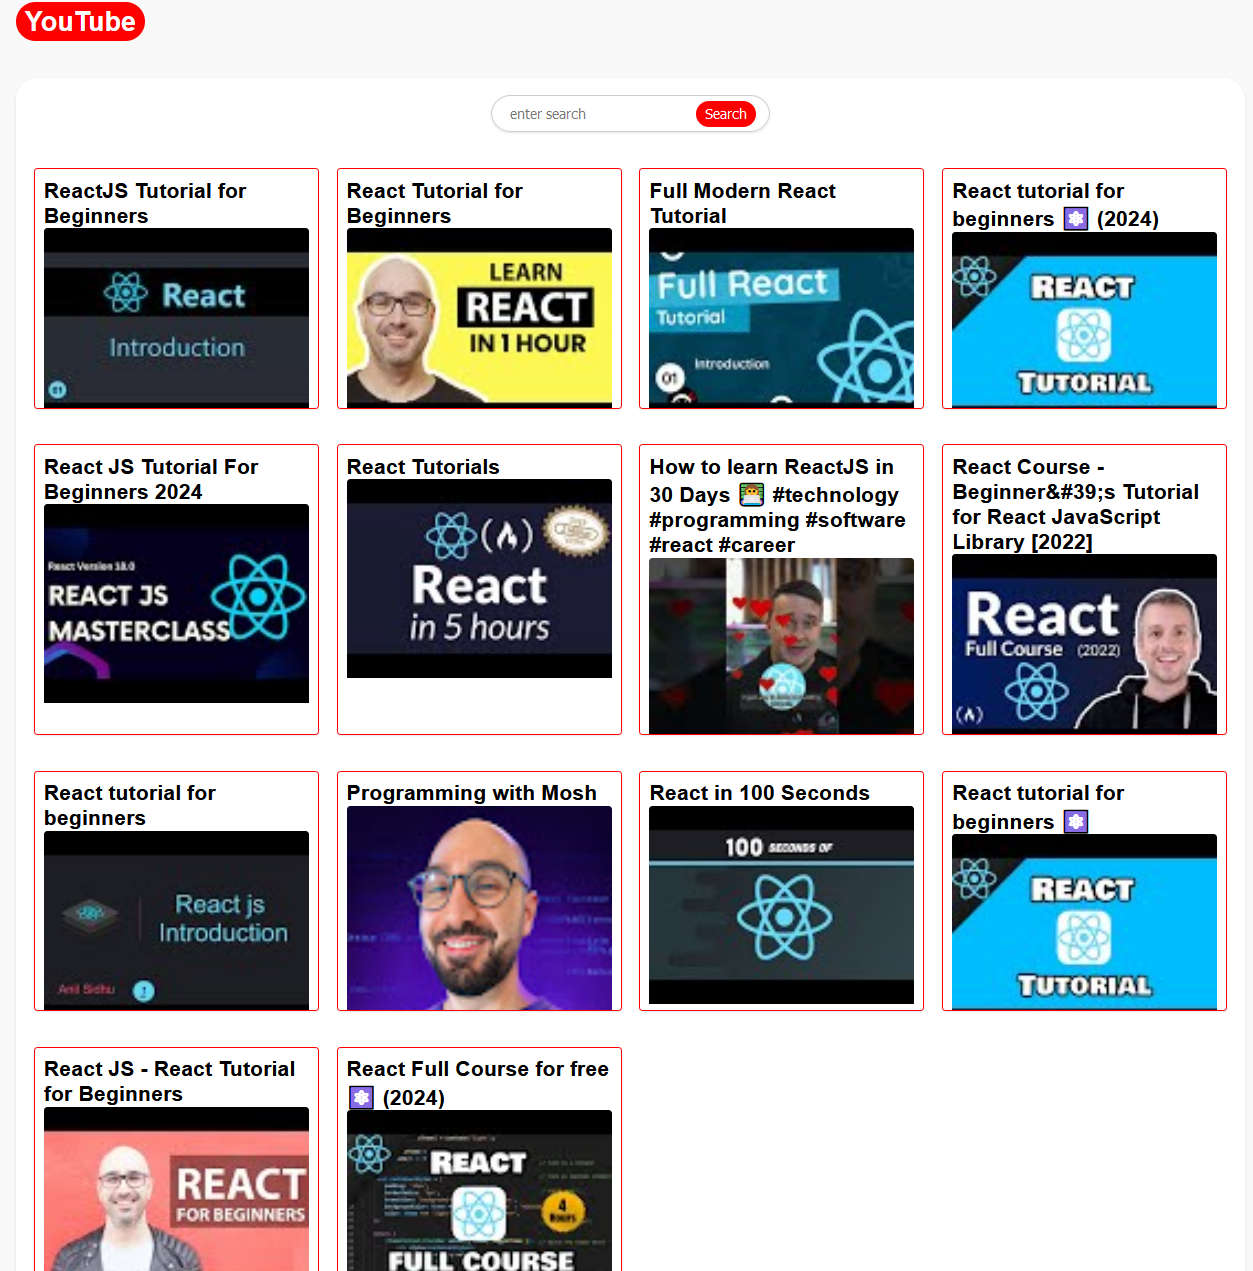 YouTube
enter search
Search
ReactJS Tutorial for
Beginners
React
Introduction
01
React Tutorial for
Beginners
LEARN
REACT
IN 1 HOUR
Full Modern React
Tutorial
Full React
Tutorial
Introduction
01
React tutorial for
beginners ⚛️ (2024)
REACT
TUTORIAL
React JS Tutorial For
Beginners 2024
React Version 18.0
REACT JS
MASTERCLASS
React Tutorials
React
in 5 hours
How to learn ReactJS in
30 Days 👨‍💻 #technology
#programming #software
#react #career
React Course -
Beginner&#39;s Tutorial
for React JavaScript
Library [2022]
React
Full Course (2022)
React tutorial for
beginners
React js
Introduction
Anil Sidhu
1
Programming with Mosh
React in 100 Seconds
100 SECONDS OF
React tutorial for
beginners ⚛️
REACT
TUTORIAL
React JS - React Tutorial
for Beginners
REACT
FOR BEGINNERS
React Full Course for free
⚛️ (2024)
REACT
4
HOURS
FULL COURSE